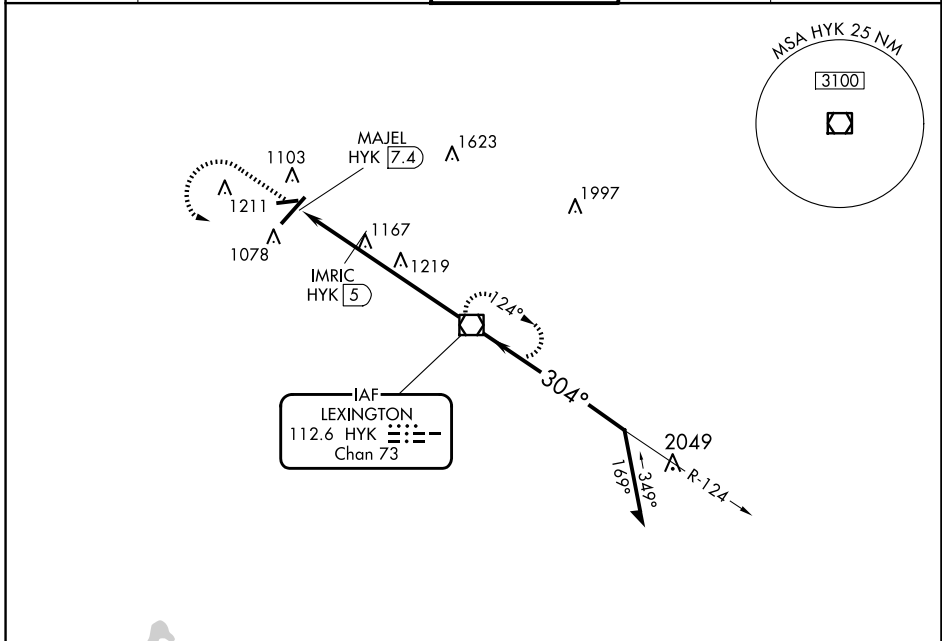 MSA HYK 25 NM
3100
MAJEL
HYK 7.4
1623
1103
1997
1211
1167
1078
1219
IMRIC
HYK 5
124°
304°
IAF
LEXINGTON
112.6 HYK
Chan 73
2049
169°
349°
R-124